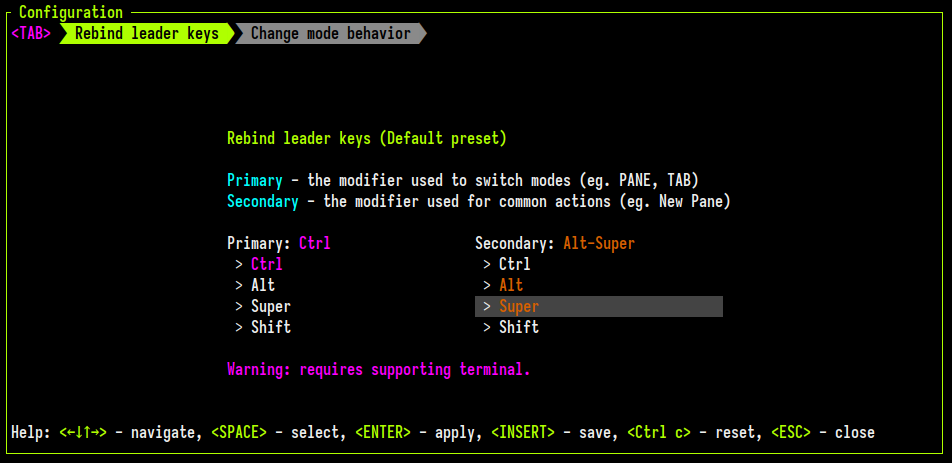 Configuration
<TAB> Rebind leader keys Change mode behavior
Rebind leader keys (Default preset)
Primary - the modifier used to switch modes (eg. PANE, TAB)
Secondary - the modifier used for common actions (eg. New Pane)
Primary: Ctrl Secondary: Alt-Super
> Ctrl > Ctrl
> Alt > Alt
> Super > Super
> Shift > Shift
Warning: requires supporting terminal.
Help: <←↓↑→> - navigate, <SPACE> - select, <ENTER> - apply, <INSERT> - save, <Ctrl c> - reset, <ESC> - close